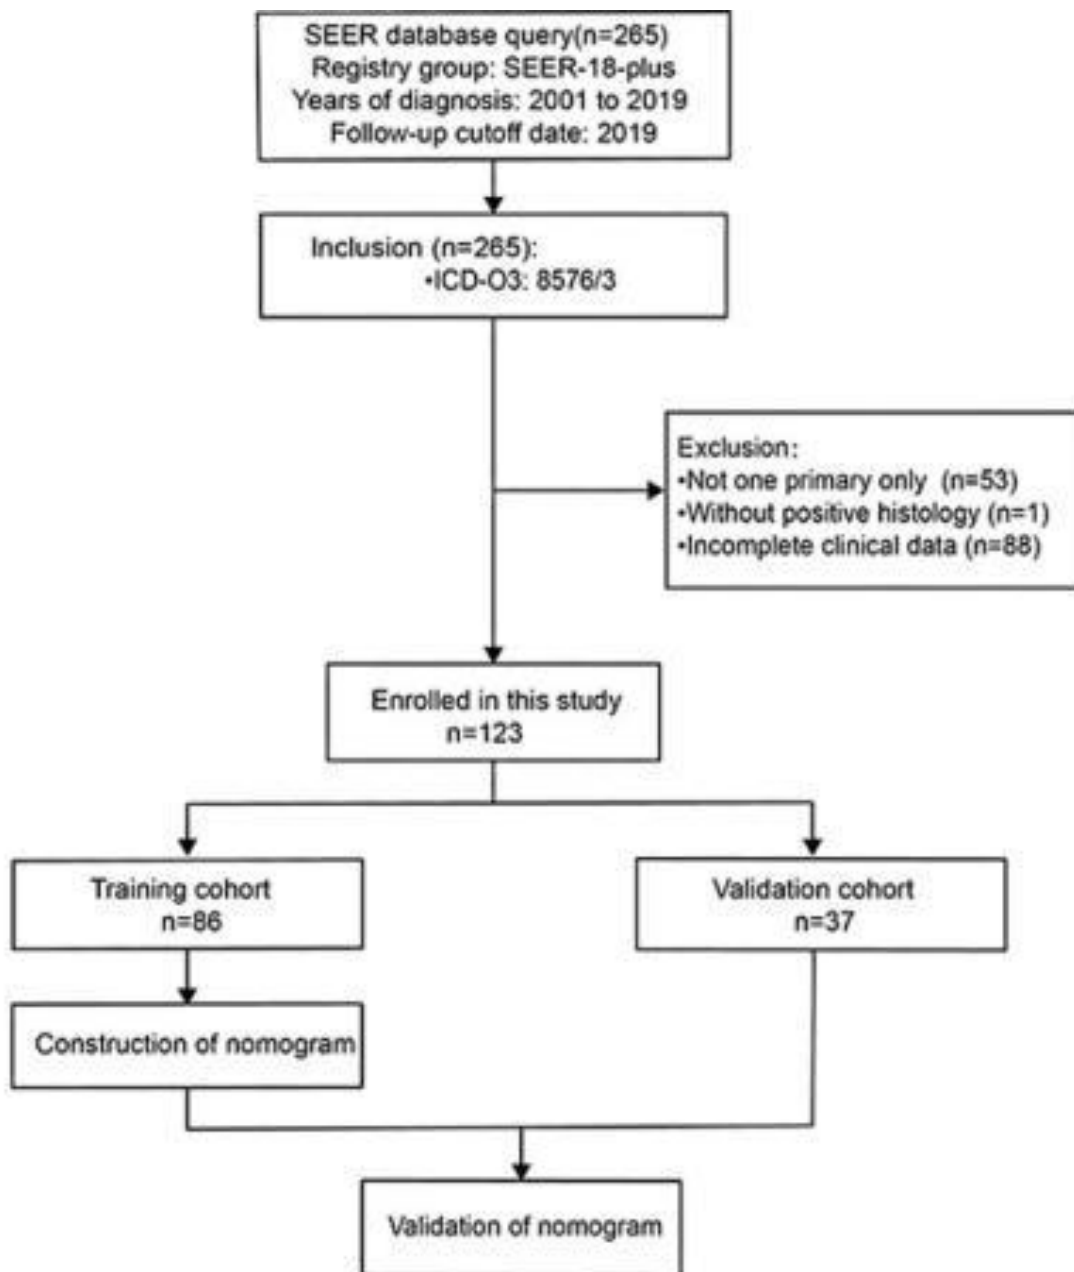 SEER database query(n=265)
Registry group: SEER-18-plus
Years of diagnosis: 2001 to 2019
Follow-up cutoff date: 2019
Inclusion (n=265):
•ICD-O3: 8576/3
Exclusion:
•Not one primary only (n=53)
•Without positive histology (n=1)
•Incomplete clinical data (n=88)
Enrolled in this study
n=123
Training cohort
n=86
Validation cohort
n=37
Construction of nomogram
Validation of nomogram